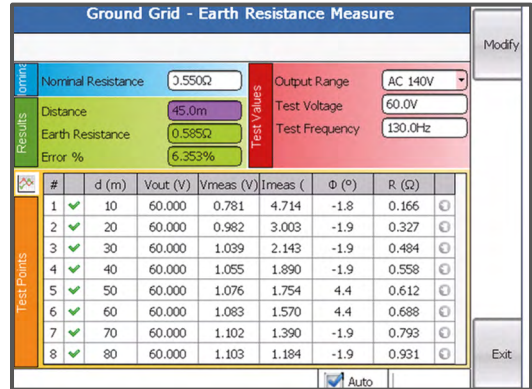 Ground Grid - Earth Resistance Measure
Modify
Nominal Resistance 0.550Ω
Output Range AC 140V
Test Values
Distance 45.0m
Test Voltage 60.0V
Results
Earth Resistance 0.585Ω
Test Frequency 130.0Hz
Error % 6.353%
# d (m) Vout (V) Vmeas (V) Imeas ( Φ (º) R (Ω)
1 10 60.000 0.781 4.714 -1.8 0.166
2 20 60.000 0.982 3.003 -1.9 0.327
3 30 60.000 1.039 2.143 -1.9 0.484
4 40 60.000 1.055 1.890 -1.9 0.558
5 50 60.000 1.076 1.754 4.4 0.612
6 60 60.000 1.083 1.570 4.4 0.688
7 70 60.000 1.102 1.390 -1.9 0.793
8 80 60.000 1.103 1.184 -1.9 0.931
Test Points
Auto
Exit